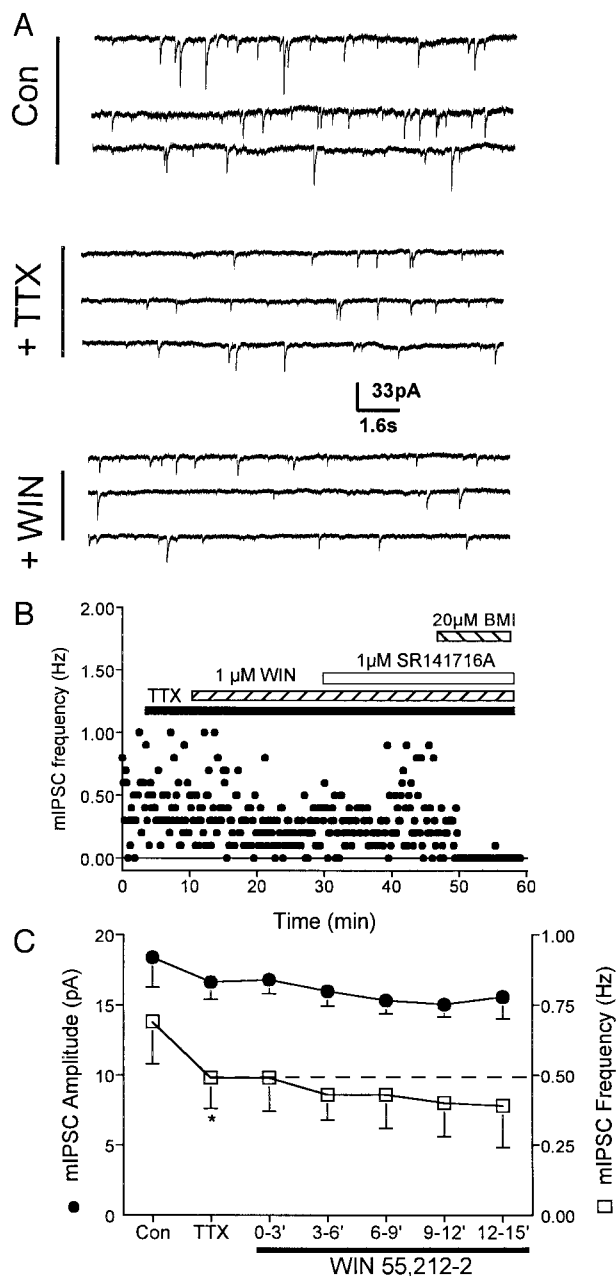 A
Con
+ TTX
33pA
1.6s
+ WIN
B
mIPSC frequency (Hz)
2.00
1.50
1.00
0.50
0.00
20µM BMI
1µM SR141716A
1 µM WIN
TTX
0 10 20 30 40 50 60
Time (min)
C
● mIPSC Amplitude (pA)
20
15
10
5
0
*
1.00
0.75
0.50
0.25
0.00
□ mIPSC Frequency (Hz)
Con TTX 0-3' 3-6' 6-9' 9-12' 12-15'
WIN 55,212-2